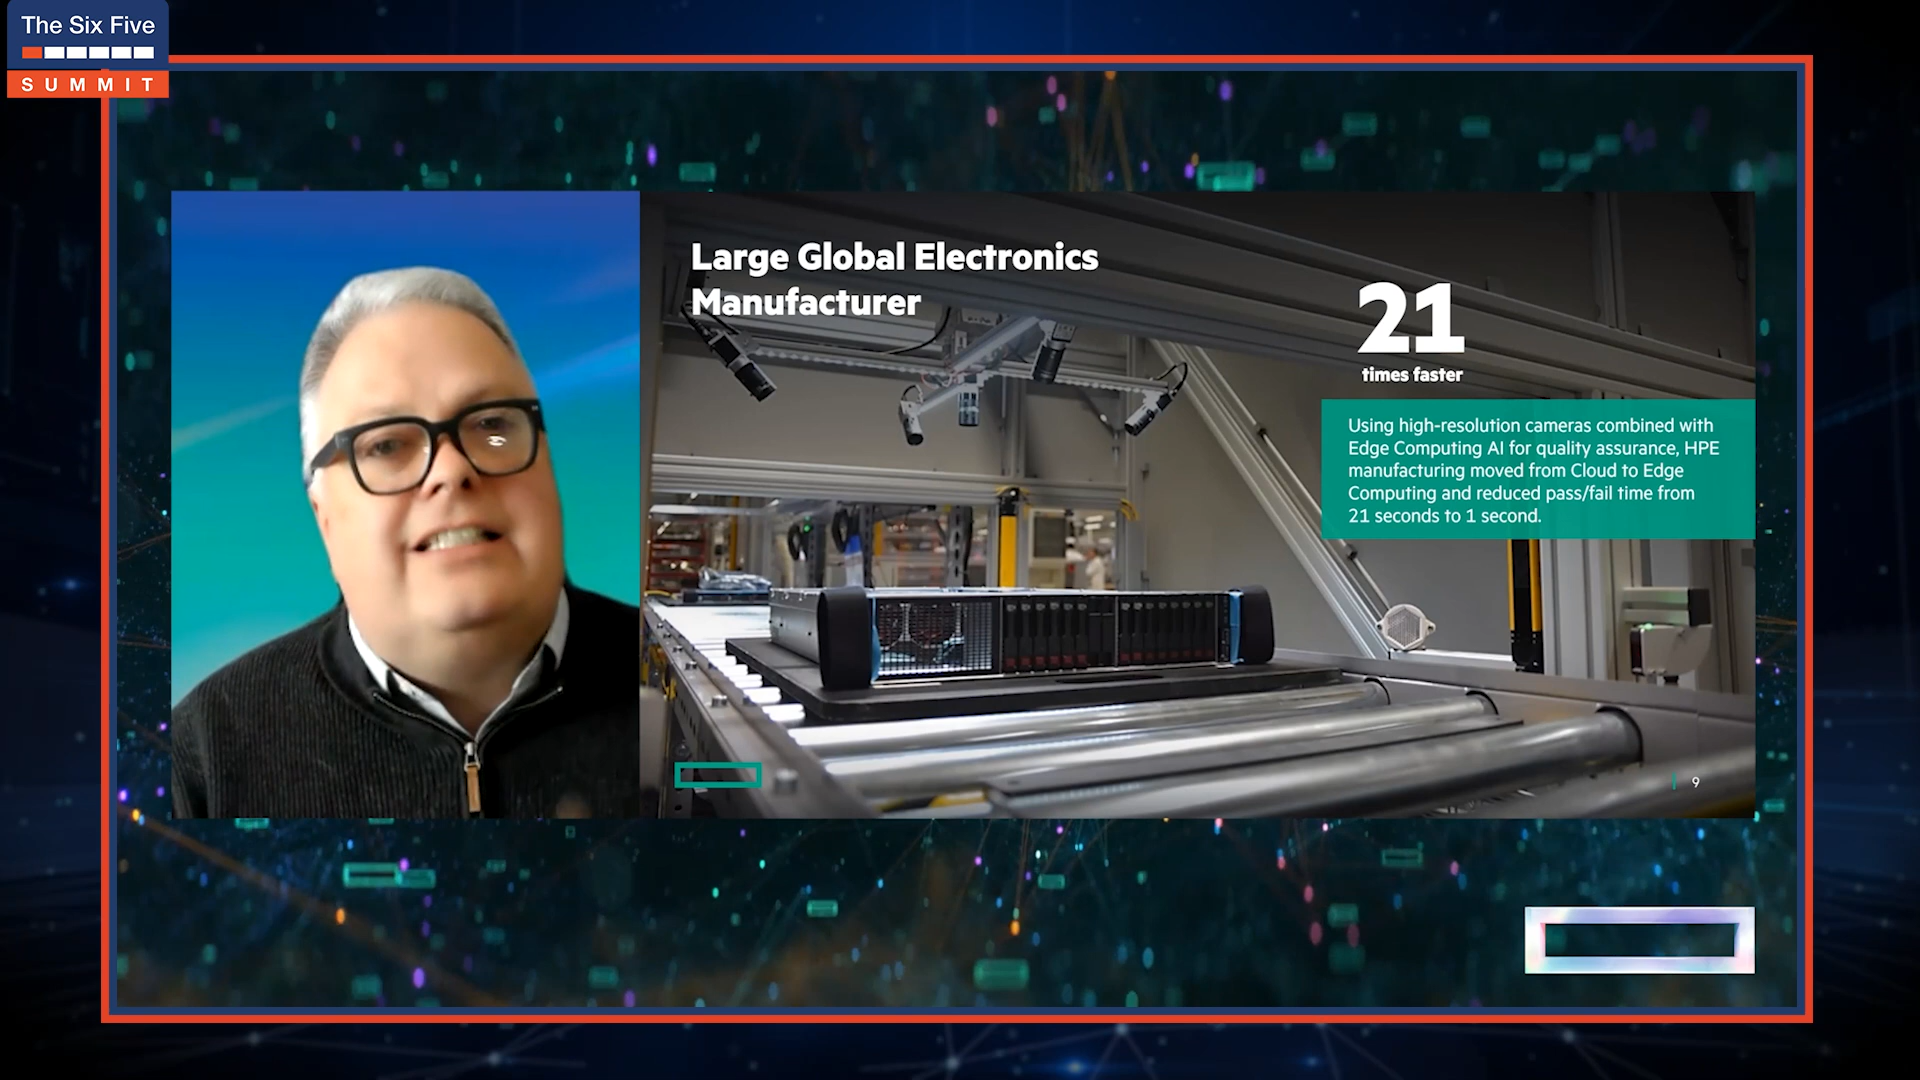 The Six Five
SUMMIT
Large Global Electronics
Manufacturer
21
times faster
Using high-resolution cameras combined with
Edge Computing AI for quality assurance, HPE
manufacturing moved from Cloud to Edge
Computing and reduced pass/fail time from
21 seconds to 1 second.
9